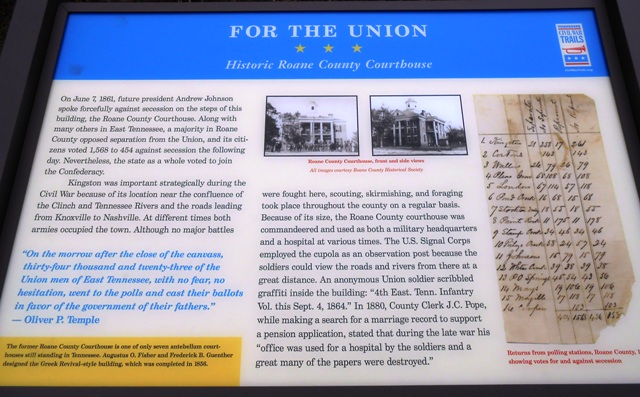 FOR THE UNION
Historic Roane County Courthouse
CIVIL WAR
TRAILS
On June 7, 1861, future president Andrew Johnson
spoke forcefully against secession on the steps of this
building, the Roane County Courthouse. Along with
many others in East Tennessee, a majority in Roane
County opposed separation from the Union, and its citi-
zens voted 1,568 to 454 against secession the following
day. Nevertheless, the state as a whole voted to join
the Confederacy.
Kingston was important strategically during the
Civil War because of its location near the confluence of
the Clinch and Tennessee Rivers and the roads leading
from Knoxville to Nashville. At different times both
armies occupied the town. Although no major battles
"On the morrow after the close of the canvass,
thirty-four thousand and twenty-three of the
Union men of East Tennessee, with no fear, no
hesitation, went to the polls and cast their ballots
in favor of the government of their fathers."
— Oliver P. Temple
The former Roane County Courthouse is one of only seven antebellum court-
houses still standing in Tennessee. Augustus O. Fisher and Frederick B. Guenther
designed the Greek Revival-style building, which was completed in 1856.
Roane County Courthouse, front and side views
All images courtesy Roane County Historical Society
were fought here, scouting, skirmishing, and foraging
took place throughout the county on a regular basis.
Because of its size, the Roane County courthouse was
commandeered and used as both a military headquarters
and a hospital at various times. The U.S. Signal Corps
employed the cupola as an observation post because the
soldiers could view the roads and rivers from there at a
great distance. An anonymous Union soldier scribbled
graffiti inside the building: "4th East. Tenn. Infantry
Vol. this Sept. 4, 1864." In 1880, County Clerk J.C. Pope,
while making a search for a marriage record to support
a pension application, stated that during the late war his
"office was used for a hospital by the soldiers and a
great many of the papers were destroyed."
Returns from polling stations, Roane County,
showing votes for and against secession